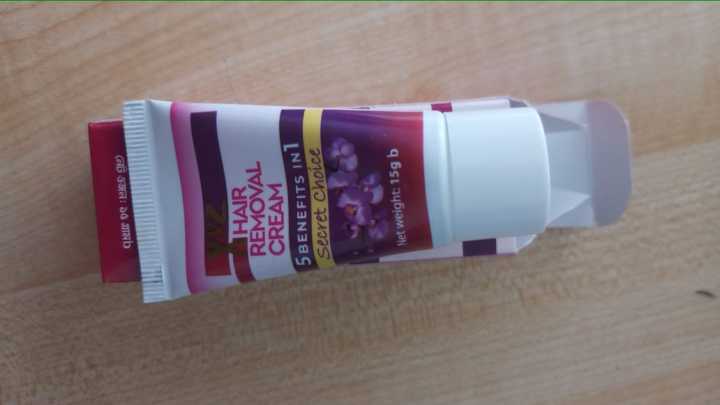 HAIR
REMOVAL
CREAM
5 BENEFITS IN 1
Secret Choice
Net weight: 15g b